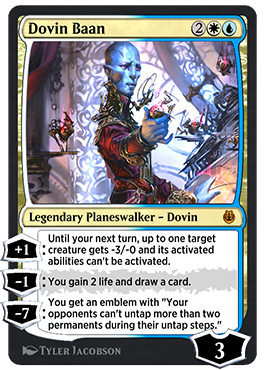 Dovin Baan 2
Legendary Planeswalker – Dovin
+1
Until your next turn, up to one target
creature gets -3/-0 and its activated
abilities can't be activated.
-1
You gain 2 life and draw a card.
-7
You get an emblem with "Your
opponents can't untap more than two
permanents during their untap steps."
3
TYLER JACOBSON